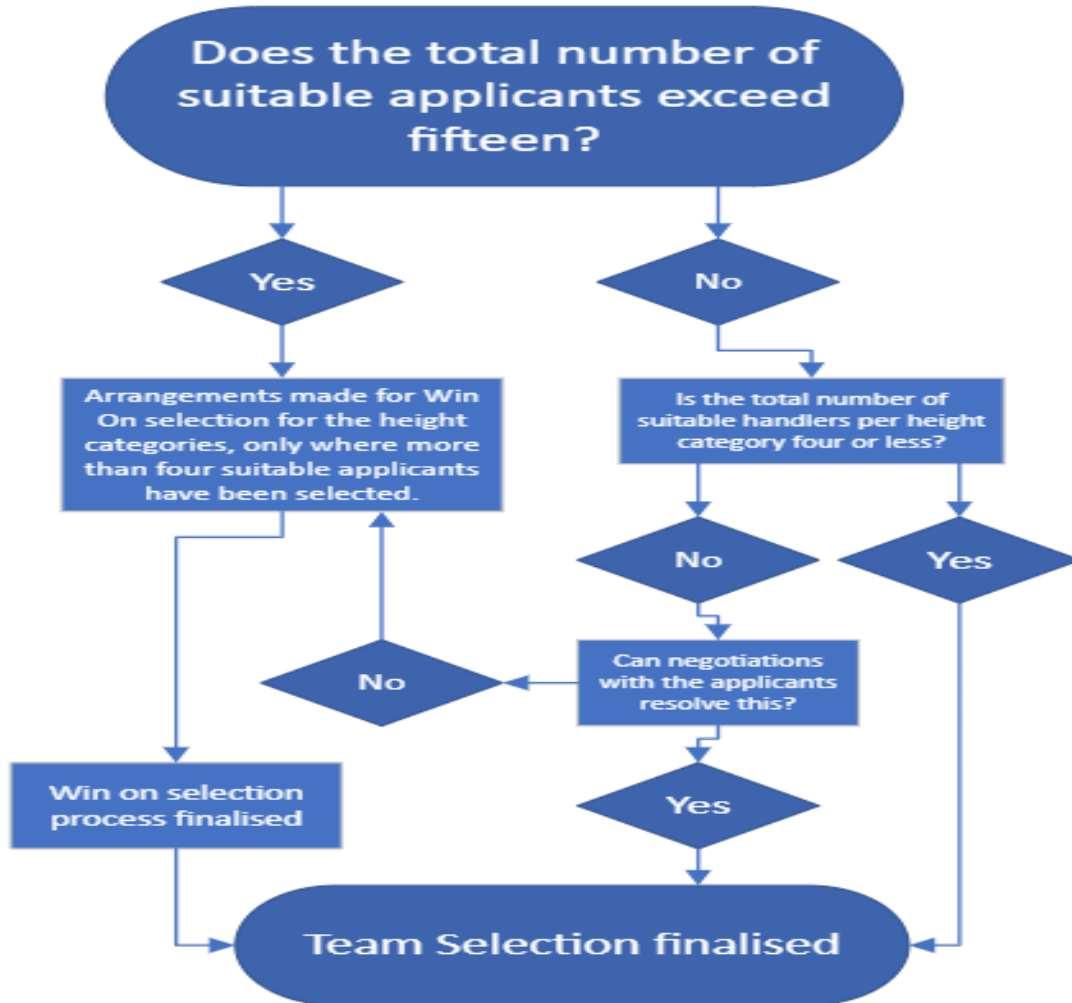 Does the total number of
suitable applicants exceed
fifteen?
Yes
No
Arrangements made for Win
On selection for the height
categories, only where more
than four suitable applicants
have been selected.
Is the total number of
suitable handlers per height
category four or less?
No
Yes
Can negotiations
with the applicants
resolve this?
No
Yes
Win on selection
process finalised
Team Selection finalised